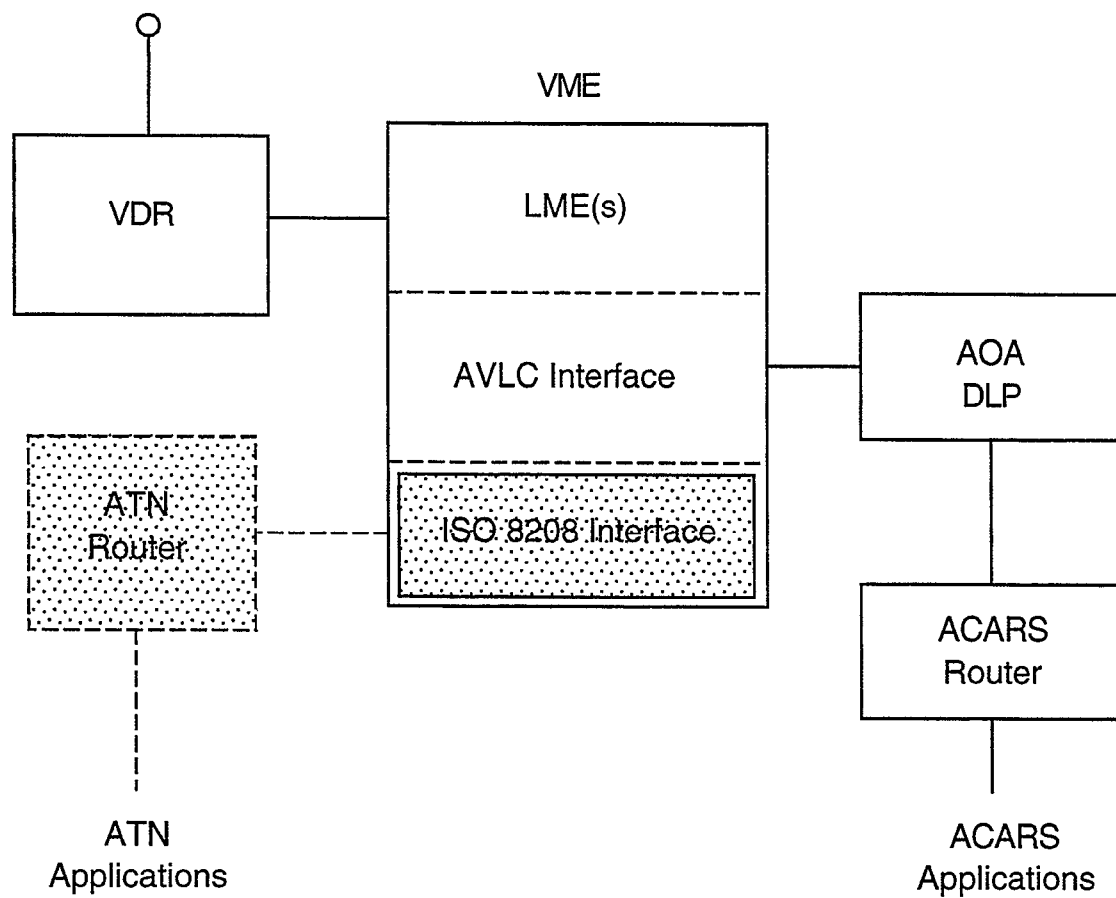 VME
VDR
LME(s)
AVLC Interface
AOA
DLP
ATN
Router
ISO 8208 Interface
ACARS
Router
ATN
Applications
ACARS
Applications